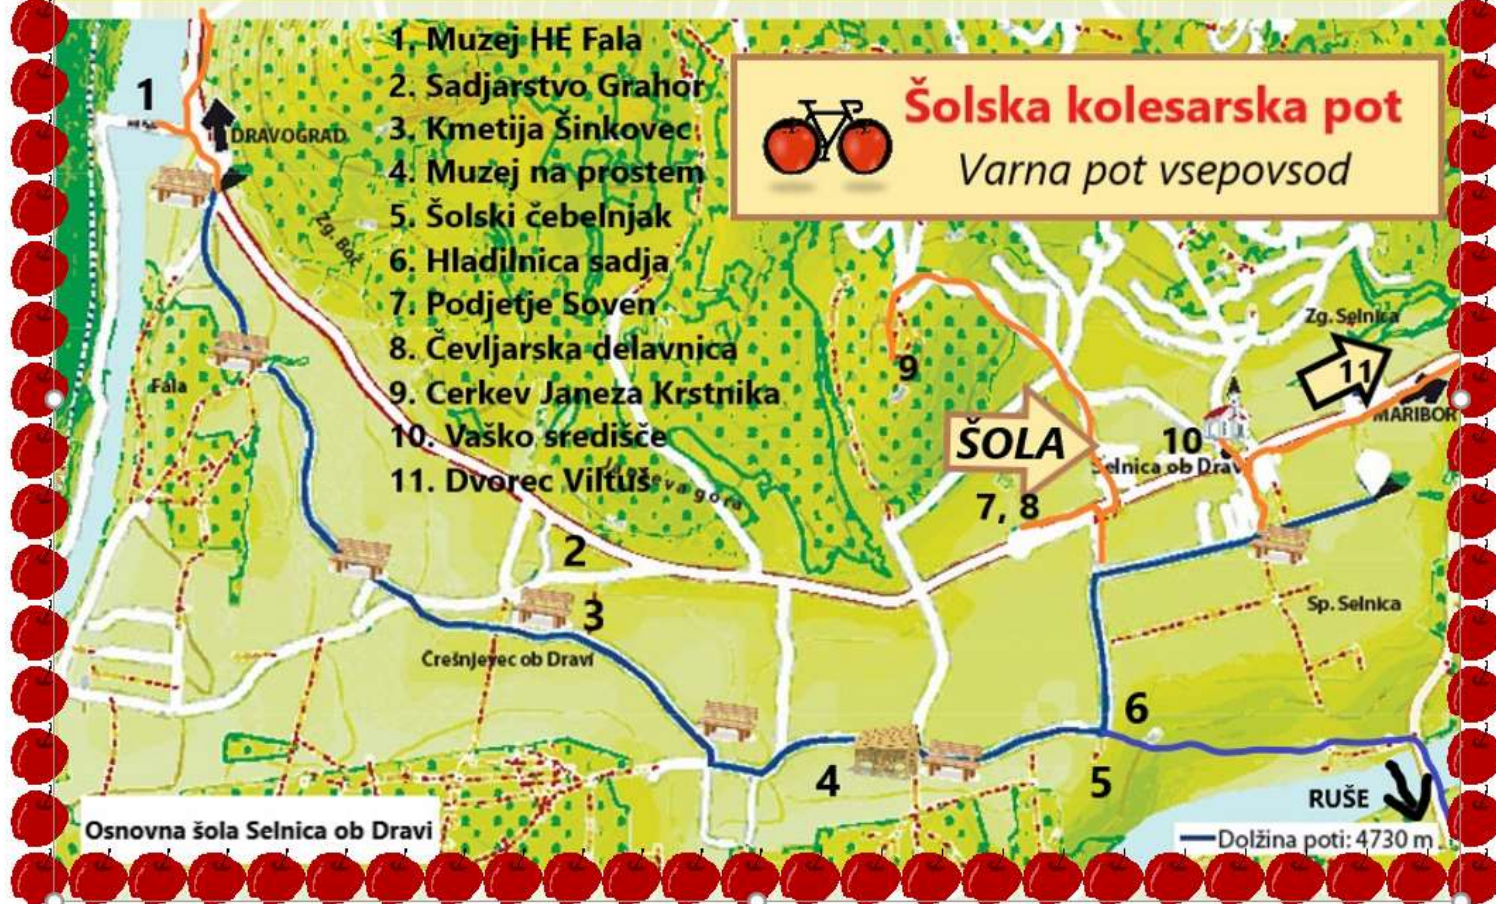 1. Muzej HE Fala
2. Sadjarstvo Grahor
3. Kmetija Šinkovec
4. Muzej na prostem
5. Šolski čebelnjak
6. Hladilnica sadja
7. Podjetje Soven
8. Čevljarska delavnica
9. Cerkev Janeza Krstnika
10. Vaško središče
11. Dvorec Viltuš
Šolska kolesarska pot
Varna pot vsepovsod
1
DRAVOGRAD
Zg. Boč
Fala
Janževa gora
Zg. Selnica
11
MARIBOR
9
ŠOLA
10
Selnica ob Dravi
7, 8
2
3
Črešnjevec ob Dravi
Sp. Selnica
6
4
5
RUŠE
Osnovna šola Selnica ob Dravi
Dolžina poti: 4730 m